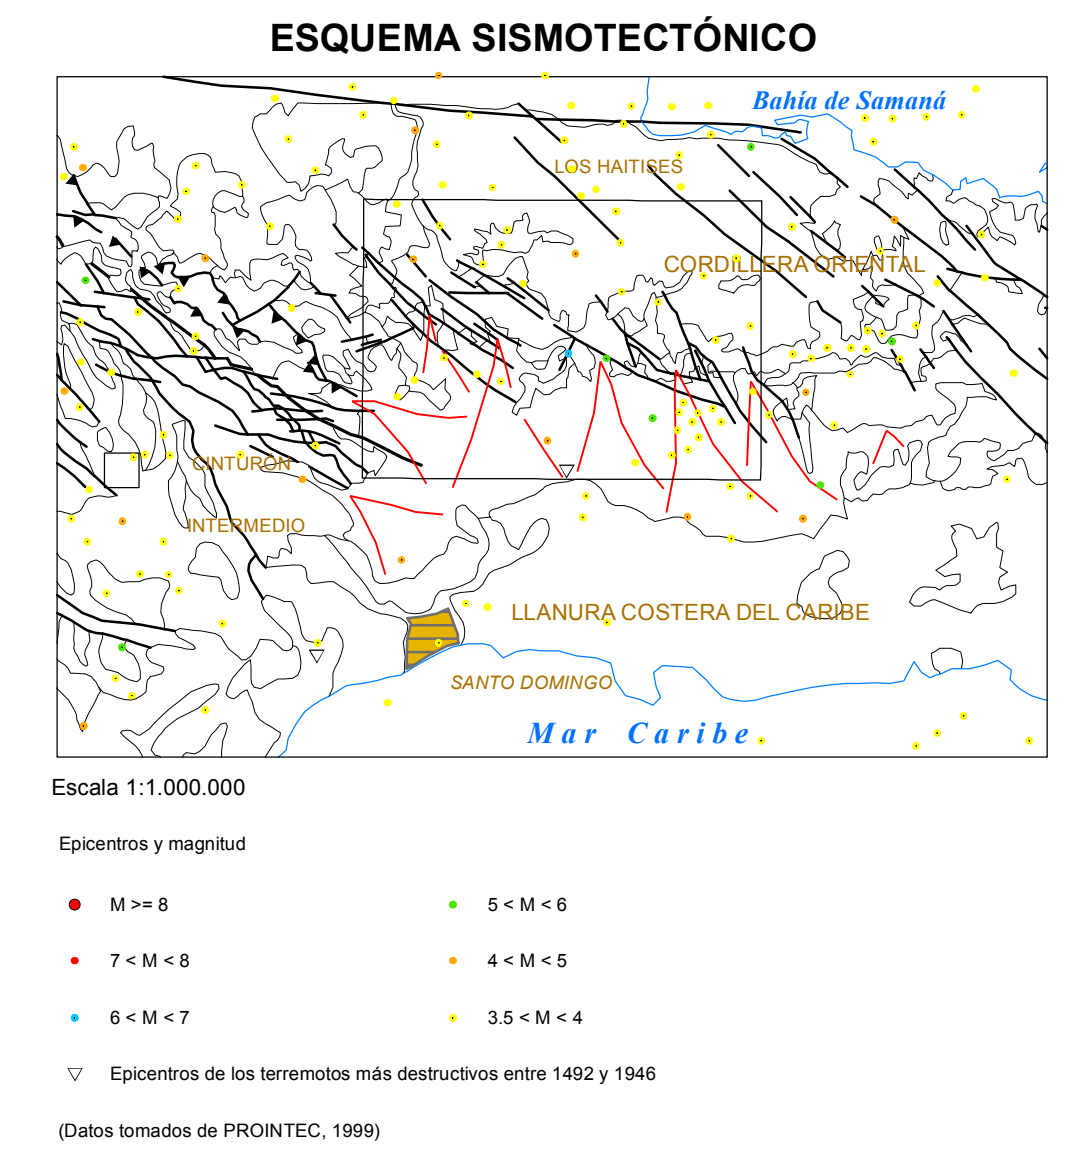 ESQUEMA SISMOTECTÓNICO
Bahía de Samaná
LOS HAITISES
CORDILLERA ORIENTAL
CINTURÓN
INTERMEDIO
LLANURA COSTERA DEL CARIBE
SANTO DOMINGO
Mar Caribe
Escala 1:1.000.000
Epicentros y magnitud
M >= 8
5 < M < 6
7 < M < 8
4 < M < 5
6 < M < 7
3.5 < M < 4
Epicentros de los terremotos más destructivos entre 1492 y 1946
(Datos tomados de PROINTEC, 1999)